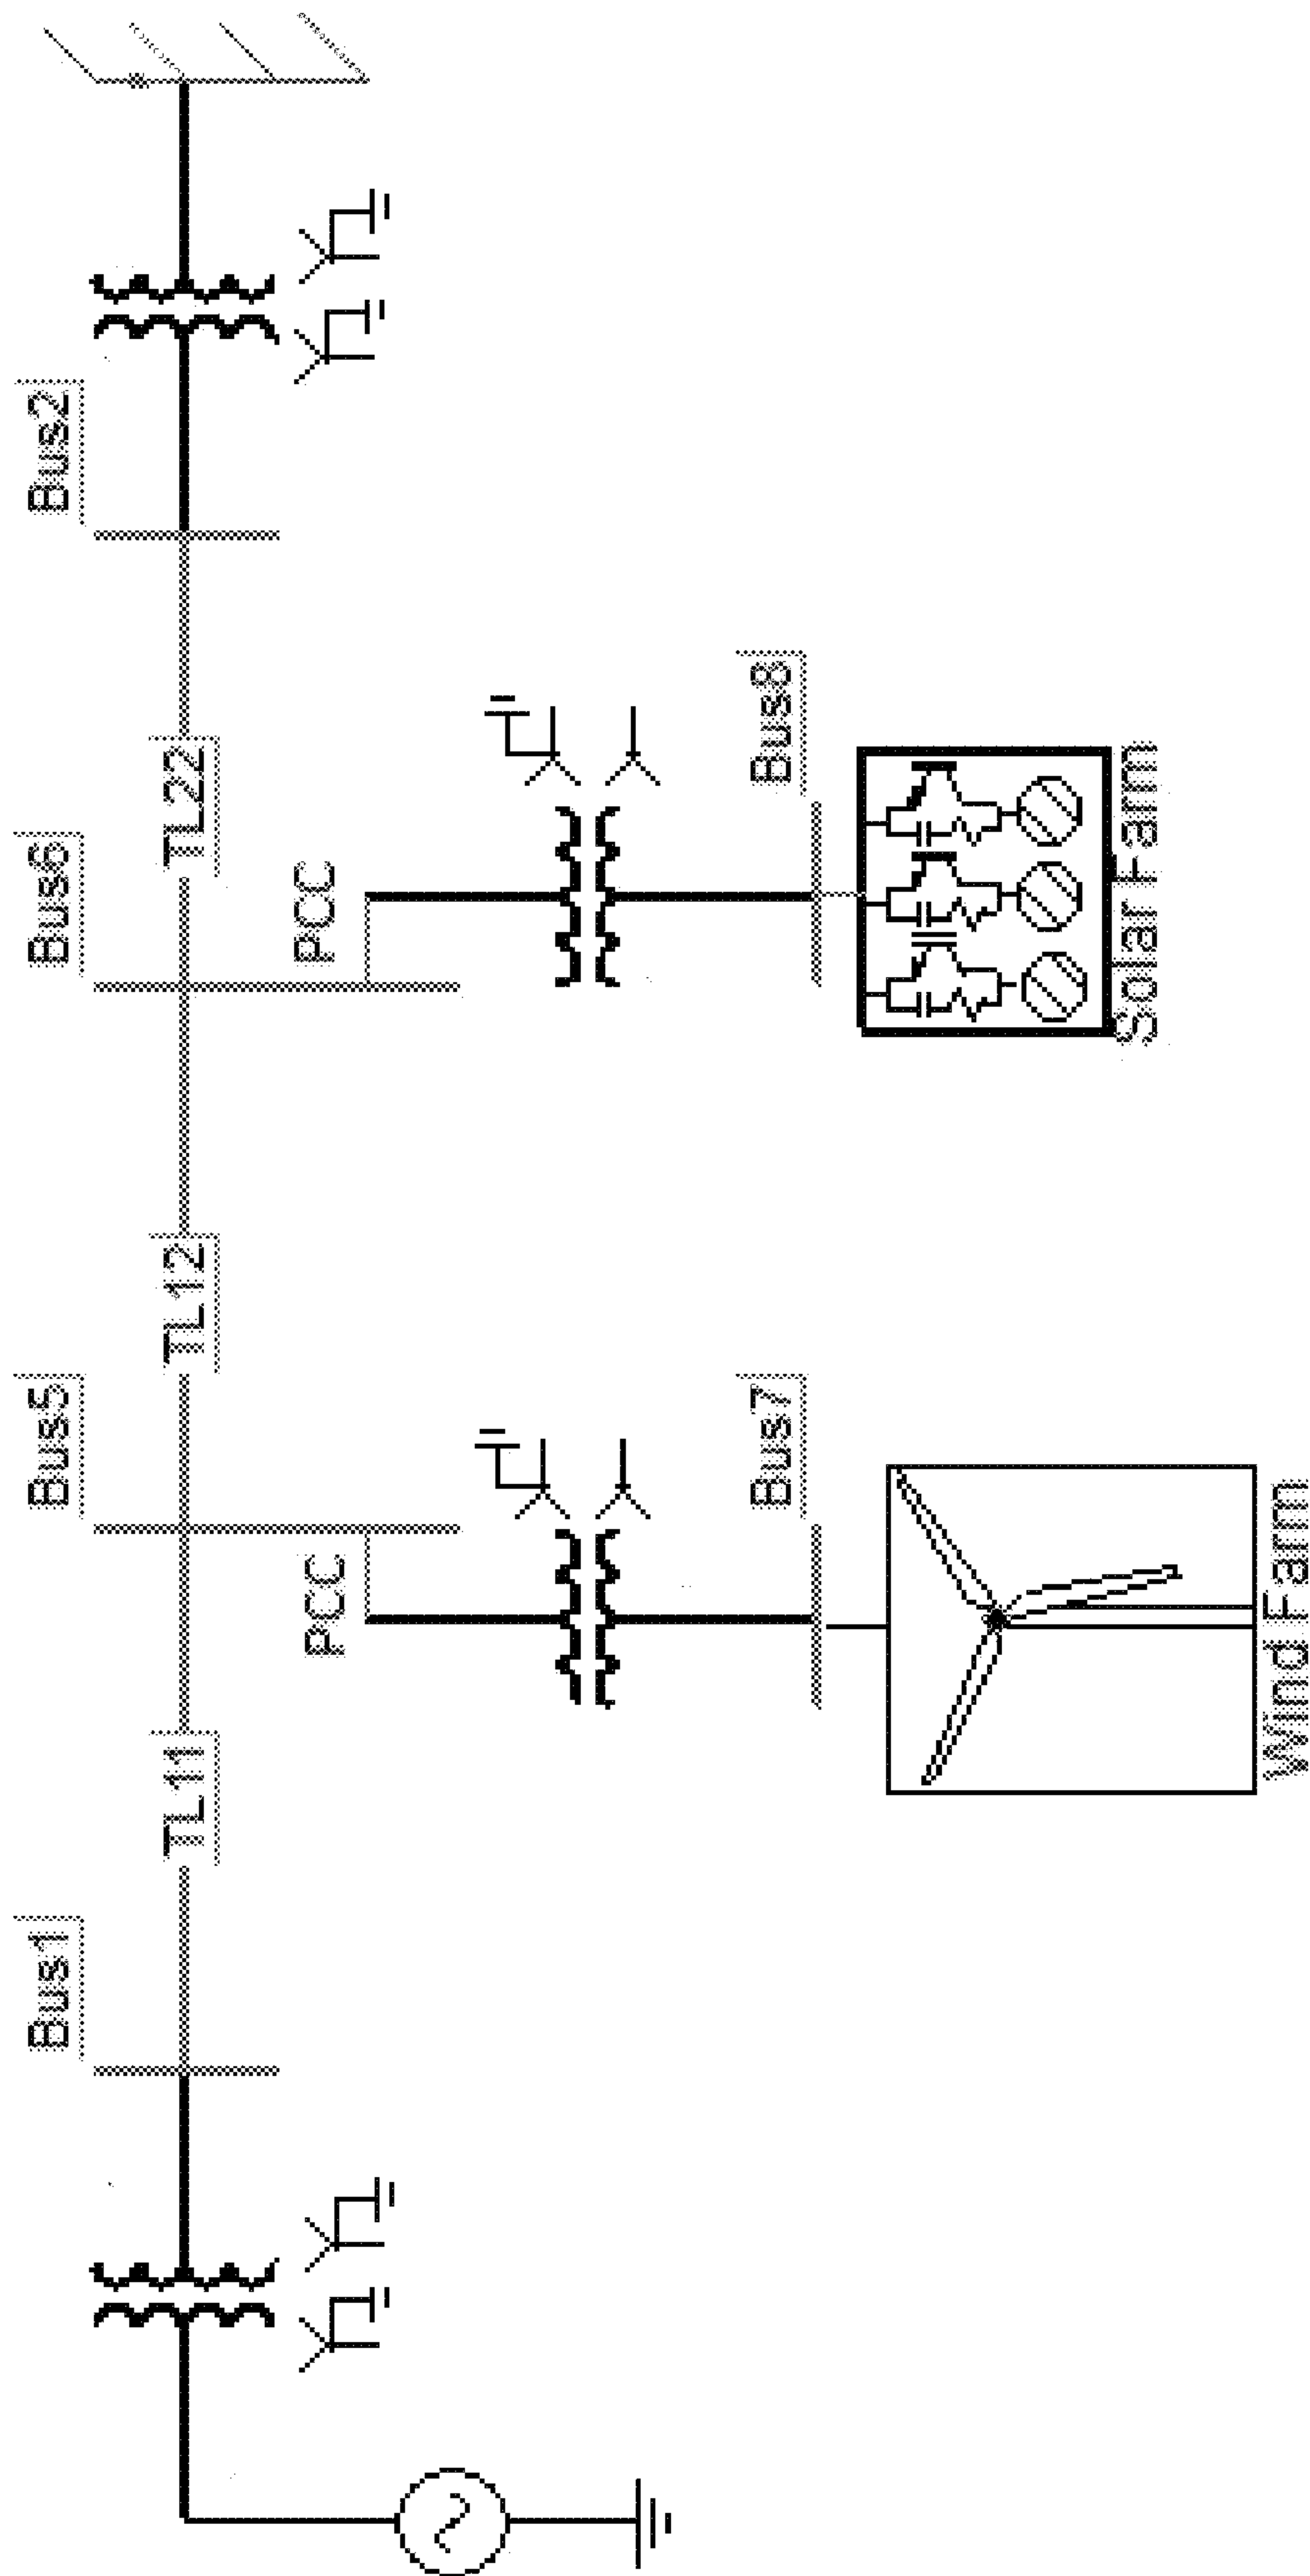 Bus1
TL11
Bus5
TL12
Bus6
TL22
Bus2
PCC
PCC
Bus7
Bus8
Wind Farm
Solar Farm